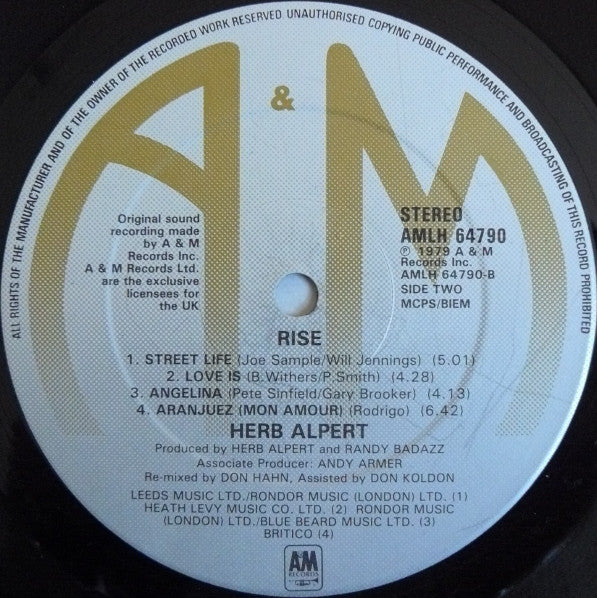 ALL RIGHTS OF THE MANUFACTURER AND OF THE OWNER OF THE RECORDED WORK RESERVED UNAUTHORISED COPYING PUBLIC PERFORMANCE AND BROADCASTING OF THIS RECORD PROHIBITED
A & M
Original sound
recording made
by A & M
Records Inc.
A & M Records Ltd.
are the exclusive
licensees for
the UK
STEREO
AMLH 64790
℗ 1979 A & M
Records Inc.
AMLH 64790-B
SIDE TWO
MCPS/BIEM
RISE
1. STREET LIFE (Joe Sample/Will Jennings) (5.01)
2. LOVE IS (B.Withers/P.Smith) (4.28)
3. ANGELINA (Pete Sinfield/Gary Brooker) (4.13)
4. ARANJUEZ (MON AMOUR) (Rodrigo) (6.42)
HERB ALPERT
Produced by HERB ALPERT and RANDY BADAZZ
Associate Producer: ANDY ARMER
Re-mixed by DON HAHN, Assisted by DON KOLDON
LEEDS MUSIC LTD./RONDOR MUSIC (LONDON) LTD. (1)
HEATH LEVY MUSIC CO. LTD. (2) RONDOR MUSIC
(LONDON) LTD./BLUE BEARD MUSIC LTD. (3)
BRITICO (4)
AM
RECORDS